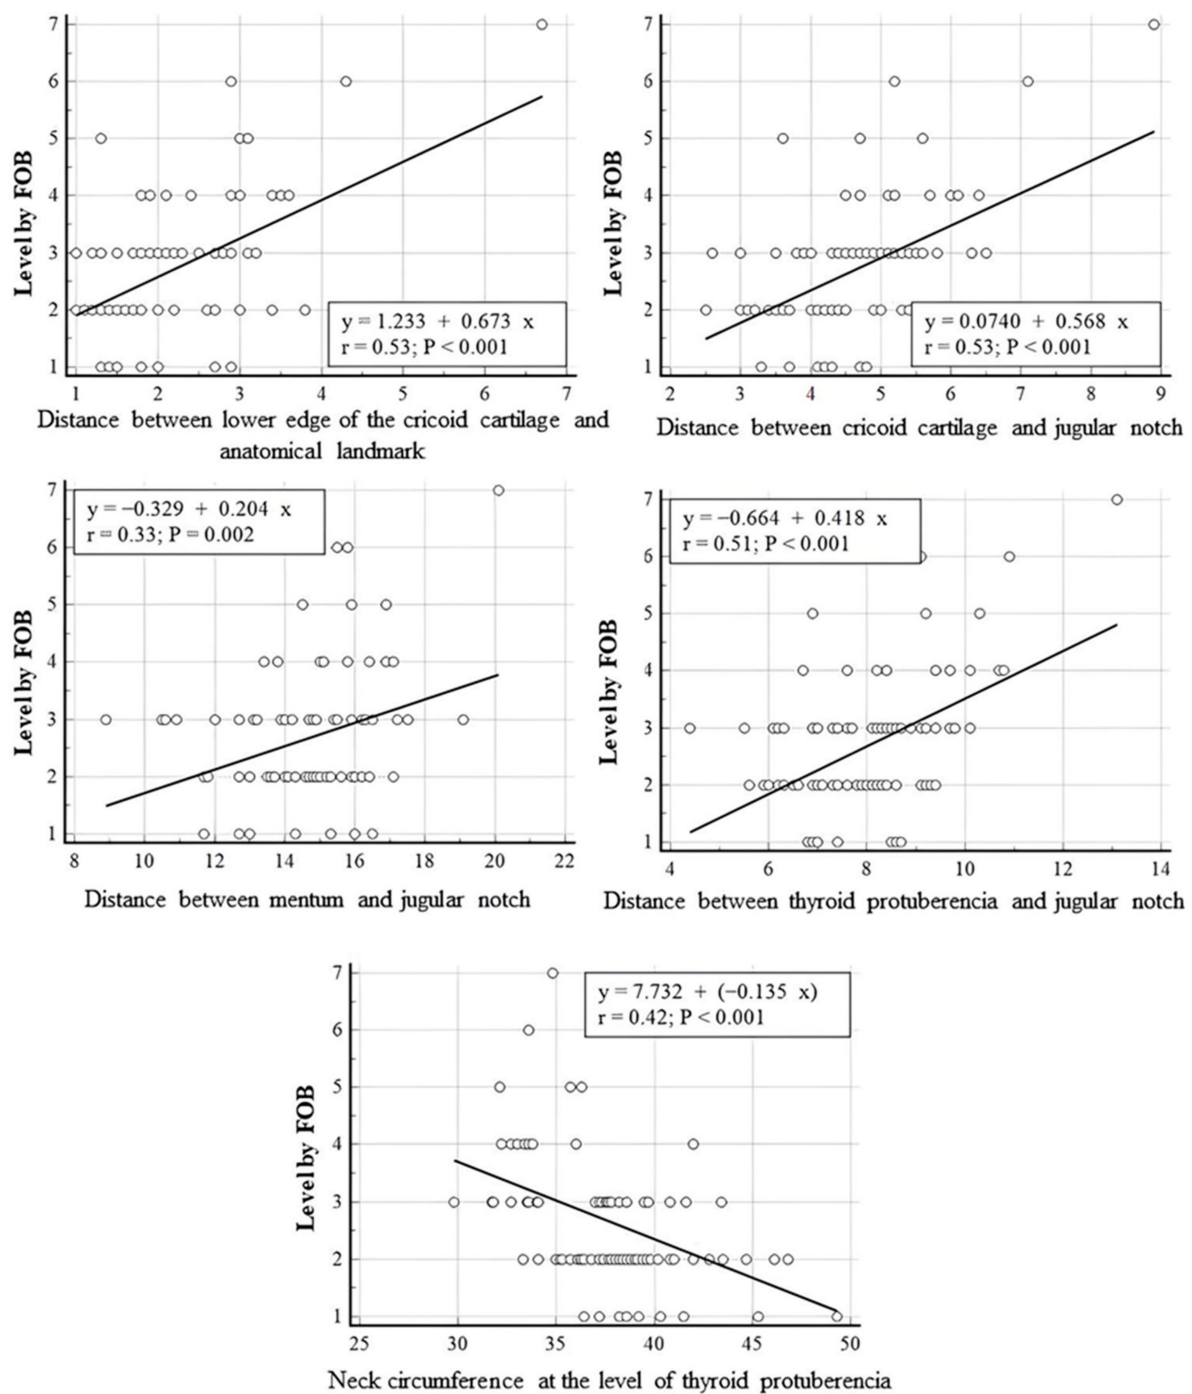 7
6
5
4
3
2
1
Level by FOB
y = 1.233 + 0.673 x
r = 0.53; P < 0.001
1 2 3 4 5 6 7
Distance between lower edge of the cricoid cartilage and
anatomical landmark
7
6
5
4
3
2
1
Level by FOB
y = 0.0740 + 0.568 x
r = 0.53; P < 0.001
2 3 4 5 6 7 8 9
Distance between cricoid cartilage and jugular notch
7
6
5
4
3
2
1
Level by FOB
y = −0.329 + 0.204 x
r = 0.33; P = 0.002
8 10 12 14 16 18 20 22
Distance between mentum and jugular notch
7
6
5
4
3
2
1
Level by FOB
y = −0.664 + 0.418 x
r = 0.51; P < 0.001
4 6 8 10 12 14
Distance between thyroid protuberencia and jugular notch
7
6
5
4
3
2
1
Level by FOB
y = 7.732 + (−0.135 x)
r = 0.42; P < 0.001
25 30 35 40 45 50
Neck circumference at the level of thyroid protuberencia